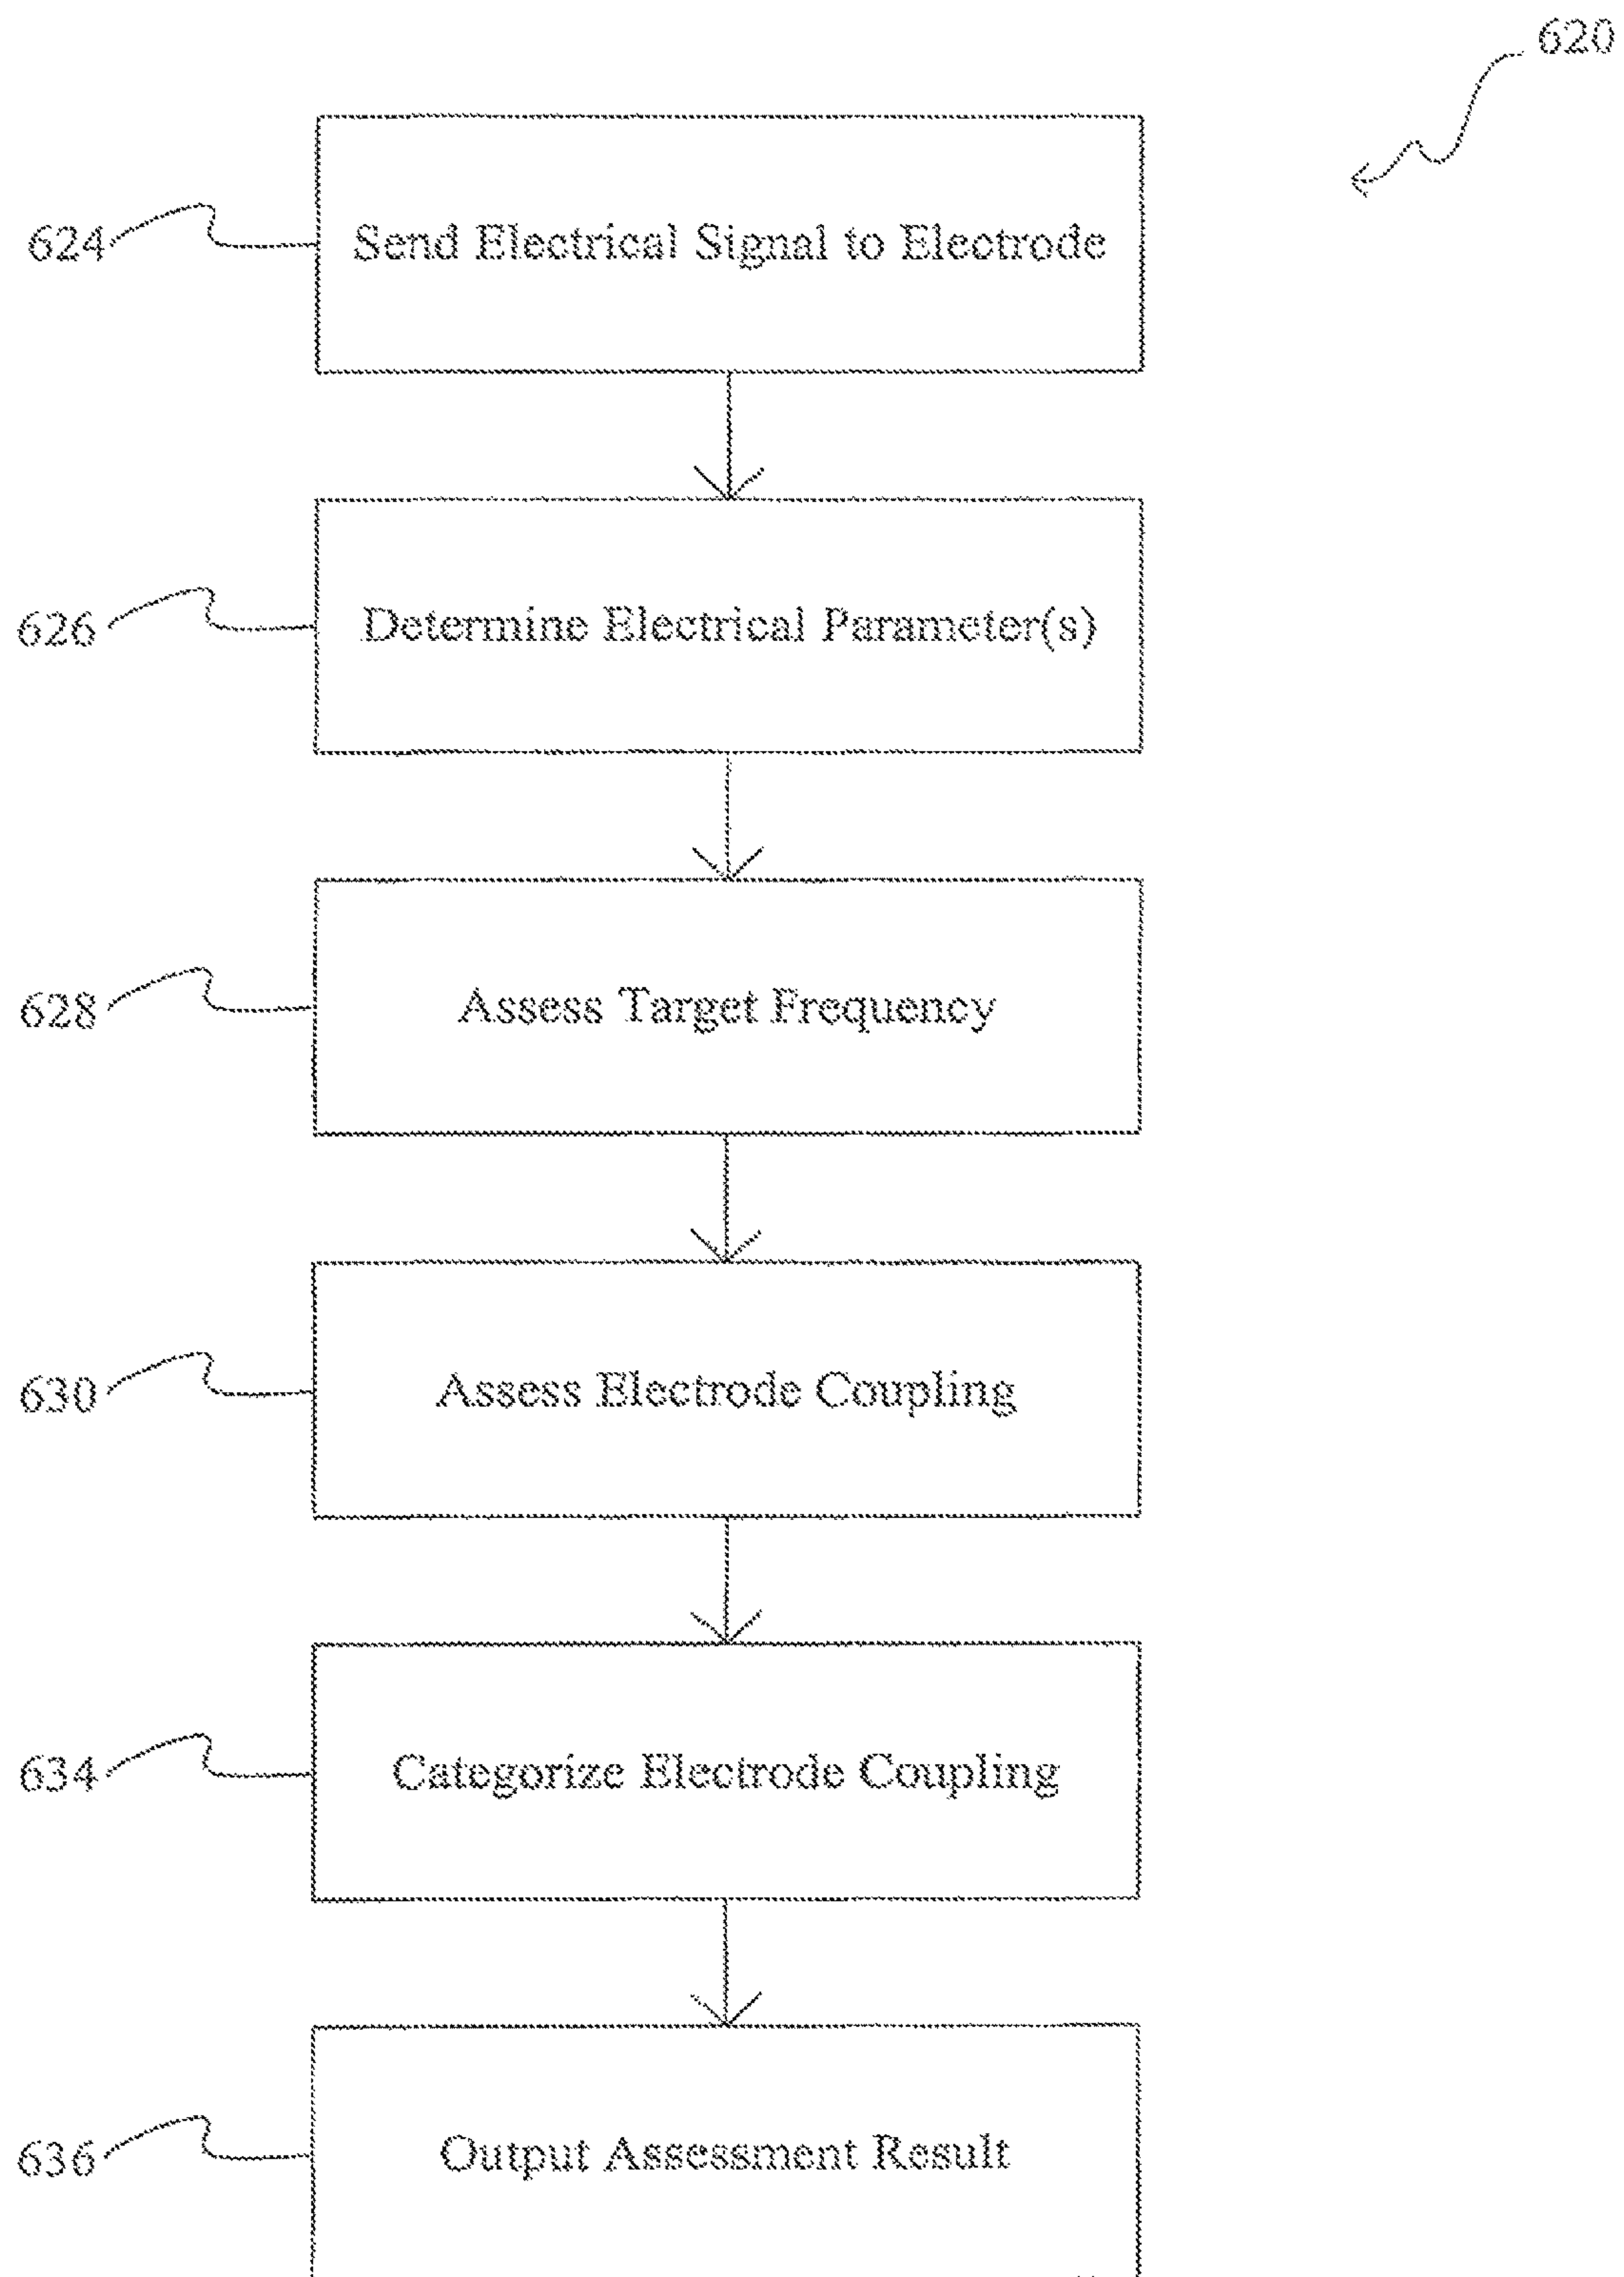 620
624 Send Electrical Signal to Electrode
626 Determine Electrical Parameter(s)
628 Assess Target Frequency
630 Assess Electrode Coupling
634 Categorize Electrode Coupling
636 Output Assessment Result